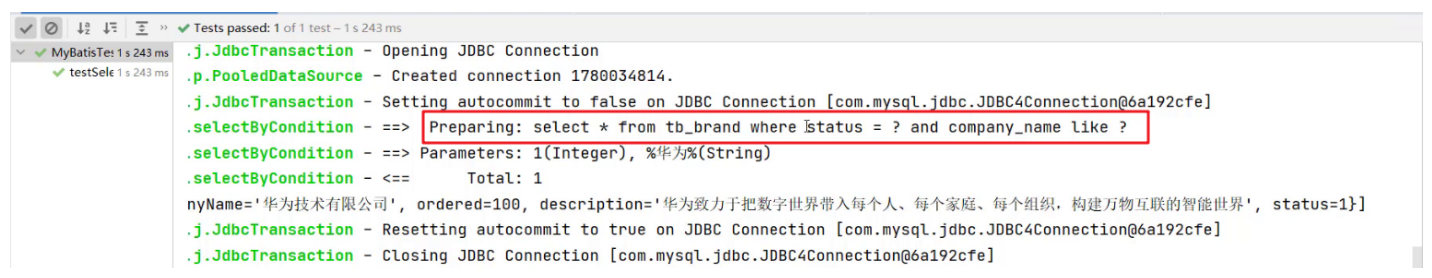 » Tests passed: 1 of 1 test – 1 s 243 ms
MyBatisTes 1 s 243 ms
testSele 1 s 243 ms
.j.JdbcTransaction - Opening JDBC Connection
.p.PooledDataSource - Created connection 1780034814.
.j.JdbcTransaction - Setting autocommit to false on JDBC Connection [com.mysql.jdbc.JDBC4Connection@6a192cfe]
.selectByCondition - ==>  Preparing: select * from tb_brand where status = ? and company_name like ?
.selectByCondition - ==> Parameters: 1(Integer), %华为%(String)
.selectByCondition - <==      Total: 1
nyName='华为技术有限公司', ordered=100, description='华为致力于把数字世界带入每个人、每个家庭、每个组织，构建万物互联的智能世界', status=1}]
.j.JdbcTransaction - Resetting autocommit to true on JDBC Connection [com.mysql.jdbc.JDBC4Connection@6a192cfe]
.j.JdbcTransaction - Closing JDBC Connection [com.mysql.jdbc.JDBC4Connection@6a192cfe]